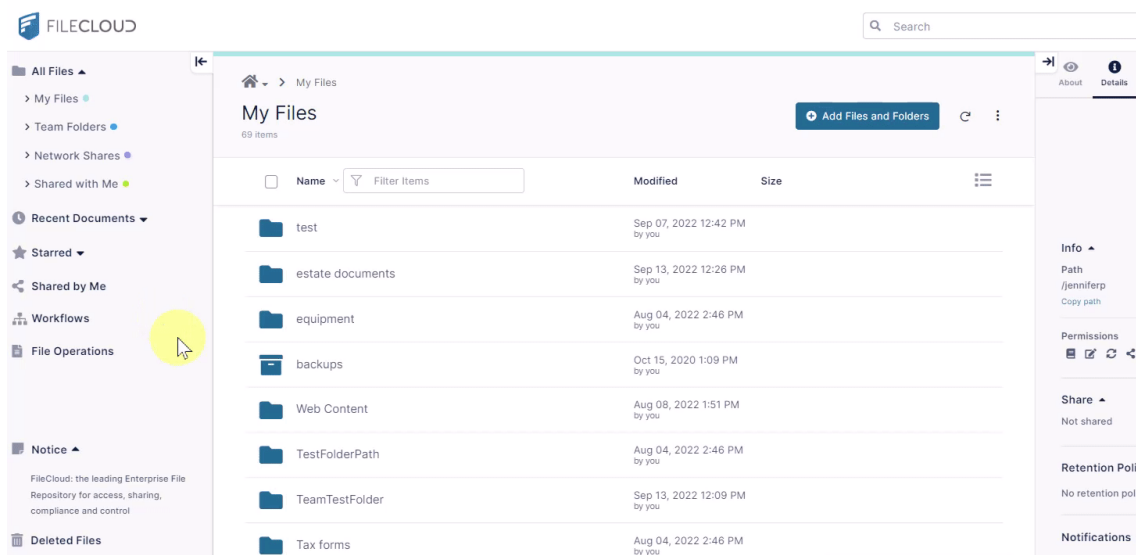 FILECLOUD
Search
All Files
My Files
Team Folders
Network Shares
Shared with Me
Recent Documents
Starred
Shared by Me
Workflows
File Operations
Notice
FileCloud: the leading Enterprise File
Repository for access, sharing,
compliance and control
Deleted Files
My Files
My Files
69 items
Add Files and Folders
Name Filter Items Modified Size
test Sep 07, 2022 12:42 PM
by you
estate documents Sep 13, 2022 12:26 PM
by you
equipment Aug 04, 2022 2:46 PM
by you
backups Oct 15, 2020 1:09 PM
by you
Web Content Aug 08, 2022 1:51 PM
by you
TestFolderPath Aug 04, 2022 2:46 PM
by you
TeamTestFolder Sep 13, 2022 12:09 PM
by you
Tax forms Aug 04, 2022 2:46 PM
by you
About Details
Info
Path
/jenniferp
Copy path
Permissions
Share
Not shared
Retention Poli
No retention pol
Notifications